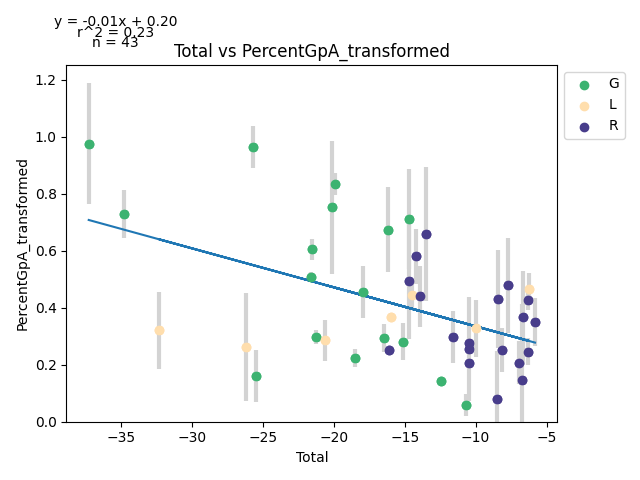 y = -0.01x + 0.20
r^2 = 0.23
n = 43
Total vs PercentGpA_transformed
G
L
R
PercentGpA_transformed
1.2
1.0
0.8
0.6
0.4
0.2
0.0
−35
−30
−25
−20
−15
−10
−5
Total